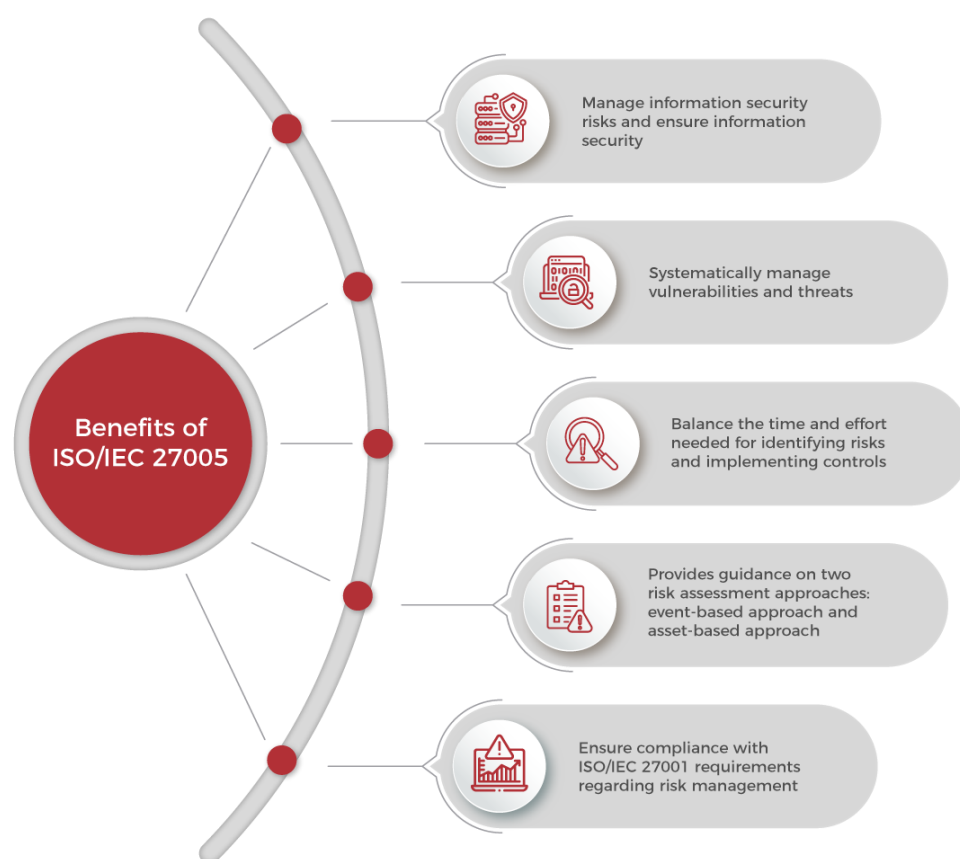 Manage information security
risks and ensure information
security
Systematically manage
vulnerabilities and threats
Benefits of
ISO/IEC 27005
Balance the time and effort
needed for identifying risks
and implementing controls
Provides guidance on two
risk assessment approaches:
event-based approach and
asset-based approach
Ensure compliance with
ISO/IEC 27001 requirements
regarding risk management